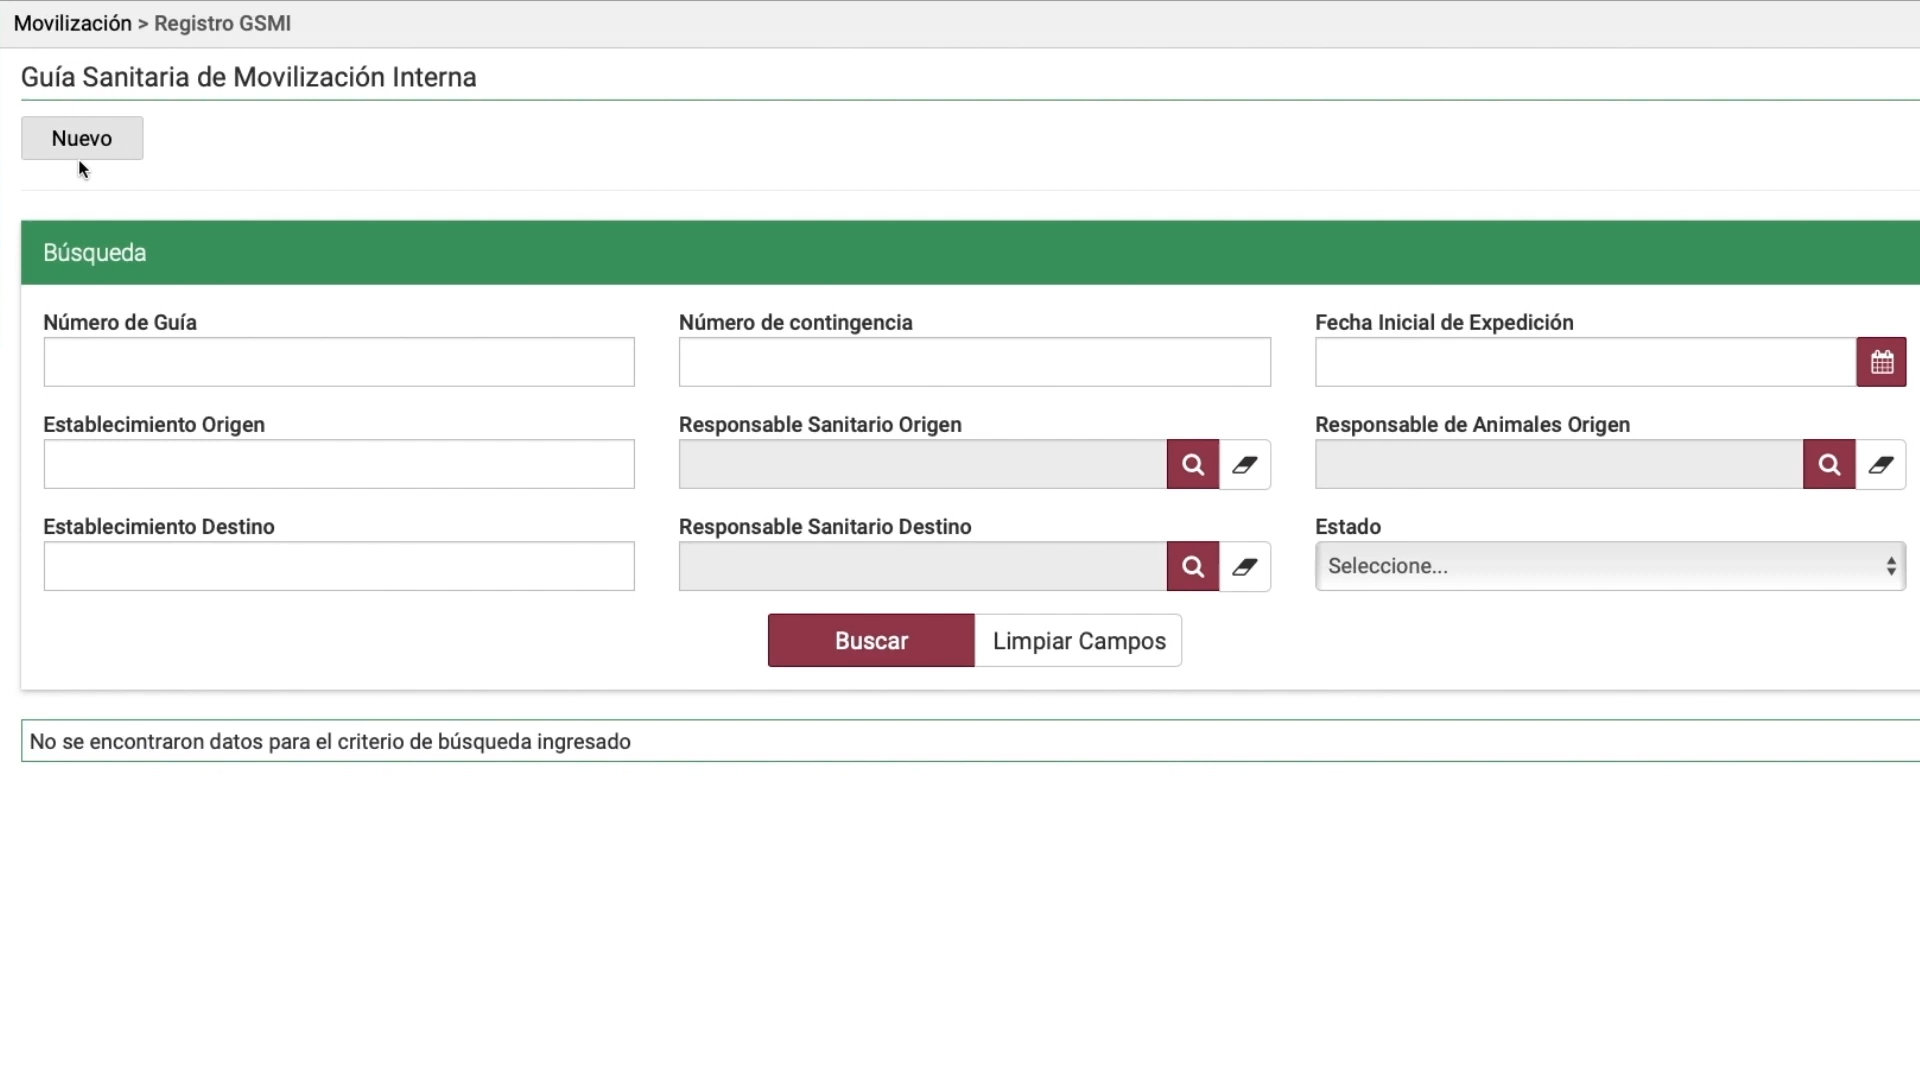 Movilización > Registro GSMI
Guía Sanitaria de Movilización Interna
Nuevo
Búsqueda
Número de Guía
Número de contingencia
Fecha Inicial de Expedición
Establecimiento Origen
Responsable Sanitario Origen
Responsable de Animales Origen
Establecimiento Destino
Responsable Sanitario Destino
Estado
Seleccione...
Buscar
Limpiar Campos
No se encontraron datos para el criterio de búsqueda ingresado